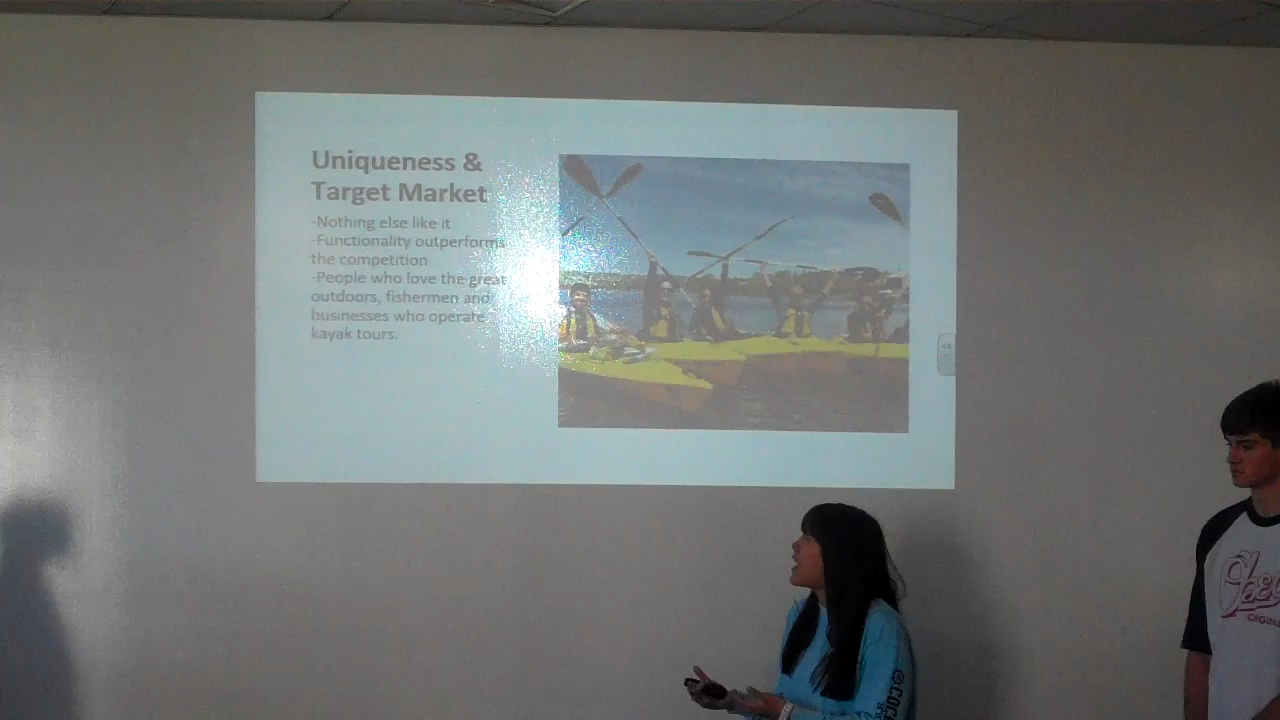 Uniqueness &
Target Market
-Nothing else like it
-Functionality outperforms
the competition
-People who love the great
outdoors, fishermen and
businesses who operate
kayak tours.